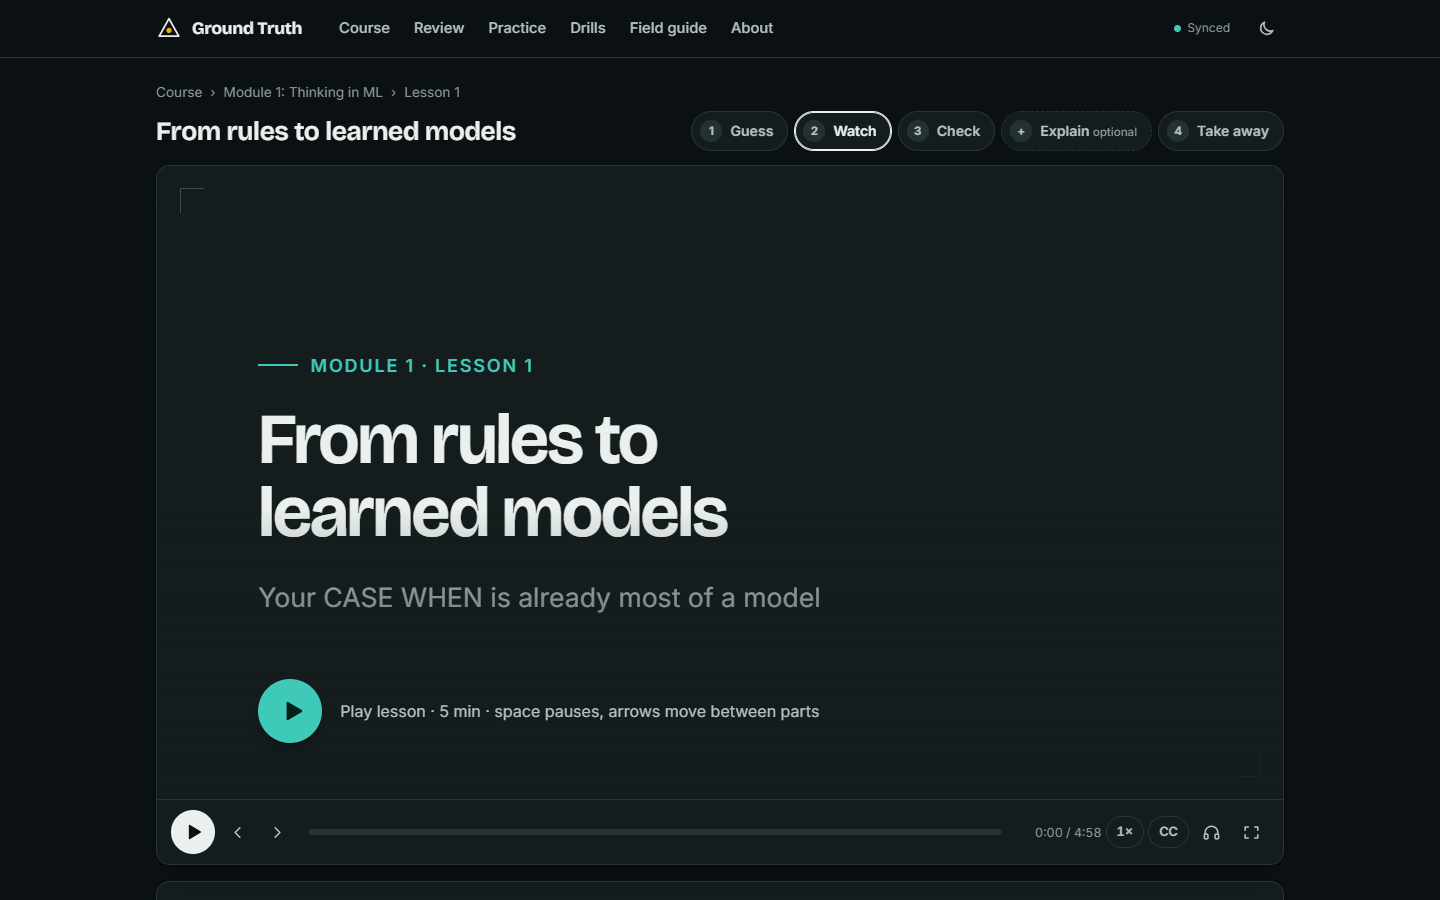 Ground Truth
Course
Review
Practice
Drills
Field guide
About
Synced
Course › Module 1: Thinking in ML › Lesson 1
From rules to learned models
1 Guess
2 Watch
3 Check
+ Explain optional
4 Take away
MODULE 1 · LESSON 1
From rules to
learned models
Your CASE WHEN is already most of a model
Play lesson · 5 min · space pauses, arrows move between parts
0:00 / 4:58
1×
CC